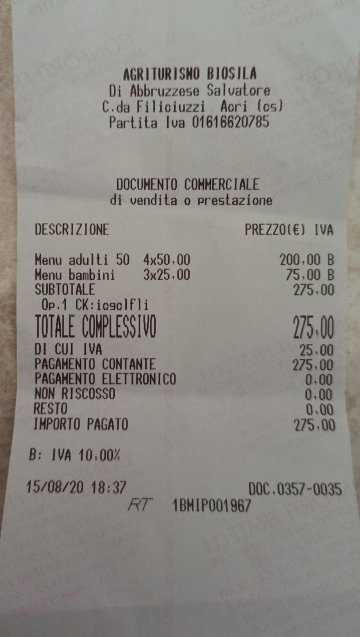 AGRITURISMO BIOSILA
Di Abbruzzese Salvatore
C.da Filiciuzzi Acri (cs)
Partita Iva 01616620785
DOCUMENTO COMMERCIALE
di vendita o prestazione
DESCRIZIONE PREZZO(€) IVA
Menu adulti 50 4x50.00 200.00 B
Menu bambini 3x25.00 75.00 B
SUBTOTALE 275.00
Op.1 CK:icgolfli
TOTALE COMPLESSIVO 275.00
DI CUI IVA 25.00
PAGAMENTO CONTANTE 275.00
PAGAMENTO ELETTRONICO 0.00
NON RISCOSSO 0.00
RESTO 0.00
IMPORTO PAGATO 275.00
B: IVA 10.00%
15/08/20 18:37 DOC.0357-0035
RT 1BMIP001967